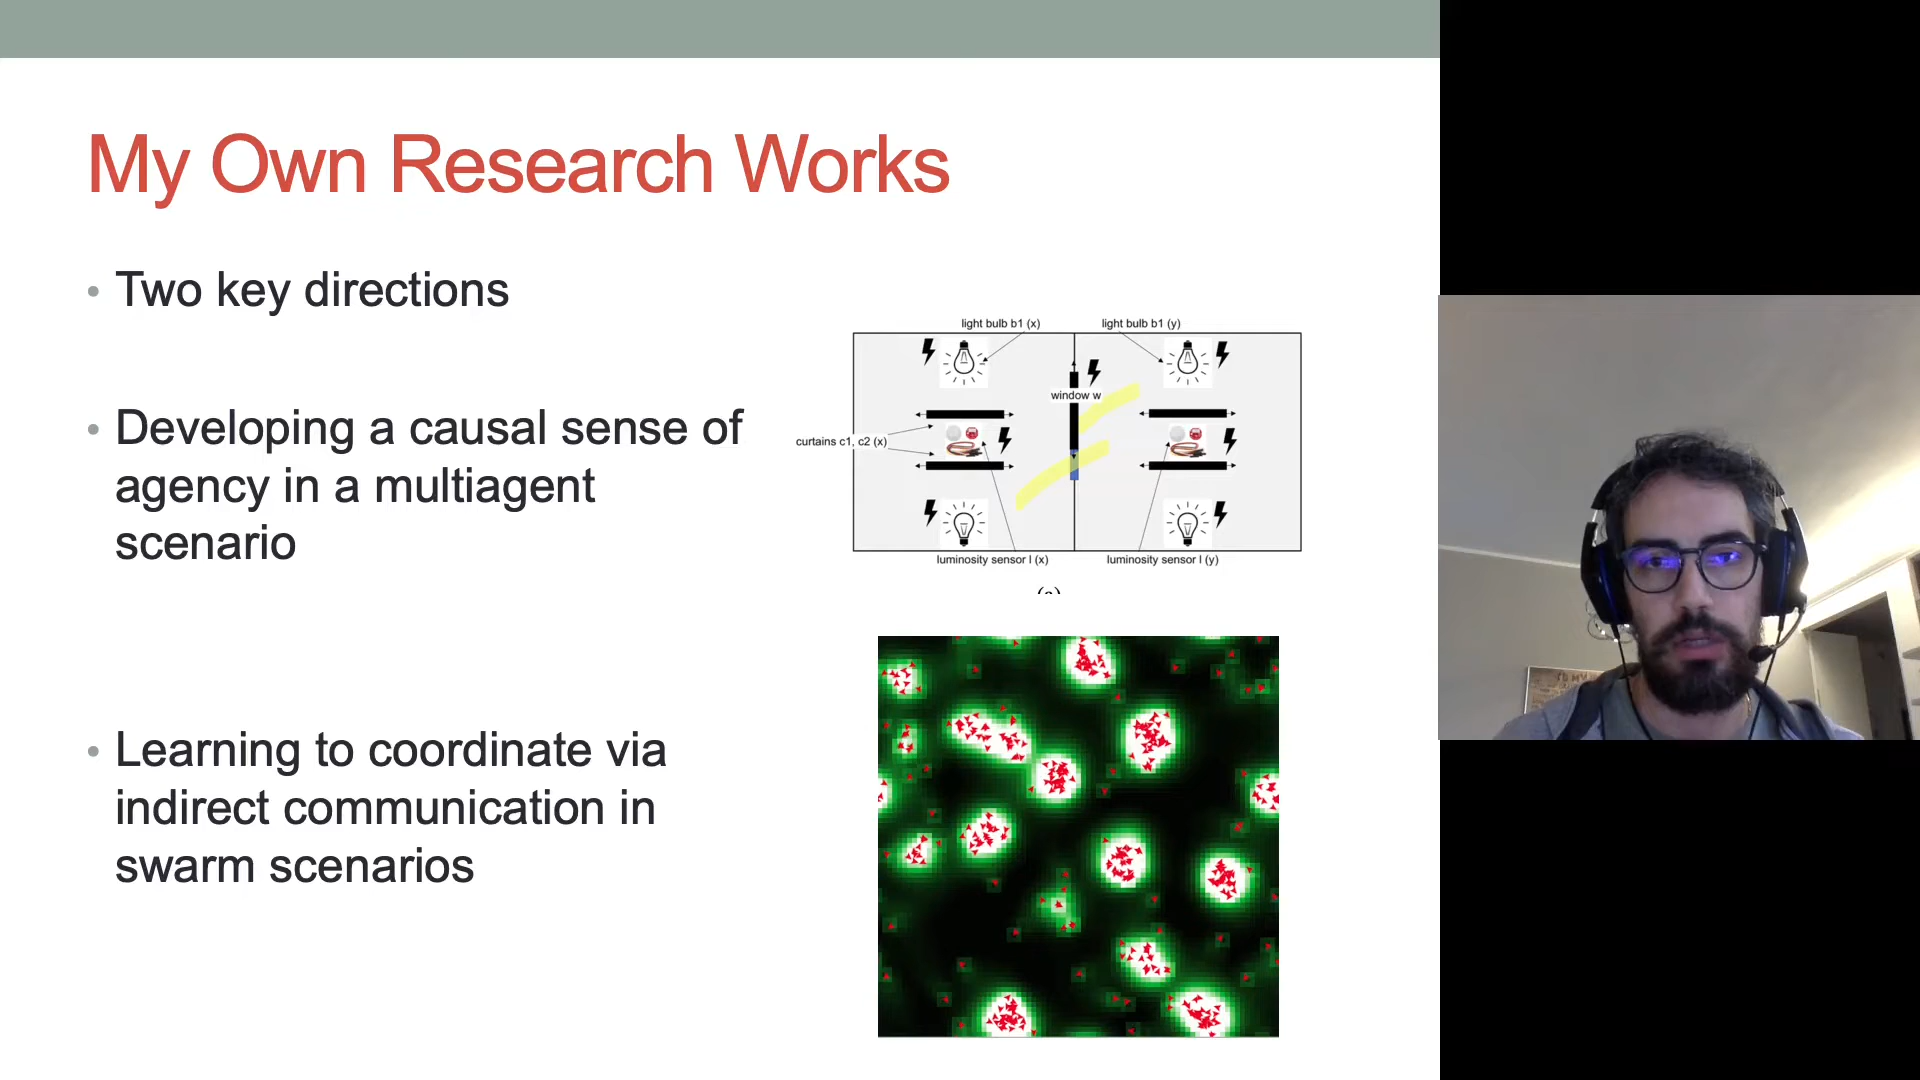 My Own Research Works
• Two key directions
• Developing a causal sense of
agency in a multiagent
scenario
• Learning to coordinate via
indirect communication in
swarm scenarios
light bulb b1 (x)
light bulb b1 (y)
window w
curtains c1, c2 (x)
luminosity sensor l (x)
luminosity sensor l (y)